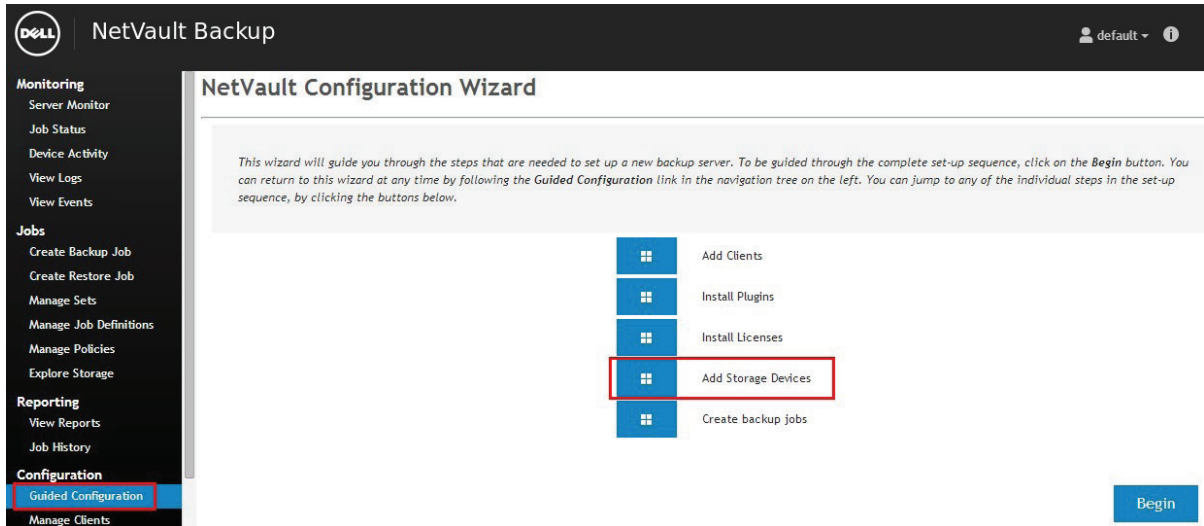 DELL
NetVault Backup
default
Monitoring
Server Monitor
Job Status
Device Activity
View Logs
View Events
Jobs
Create Backup Job
Create Restore Job
Manage Sets
Manage Job Definitions
Manage Policies
Explore Storage
Reporting
View Reports
Job History
Configuration
Guided Configuration
Manage Clients
NetVault Configuration Wizard
This wizard will guide you through the steps that are needed to set up a new backup server. To be guided through the complete set-up sequence, click on the Begin button. You
can return to this wizard at any time by following the Guided Configuration link in the navigation tree on the left. You can jump to any of the individual steps in the set-up
sequence, by clicking the buttons below.
Add Clients
Install Plugins
Install Licenses
Add Storage Devices
Create backup jobs
Begin